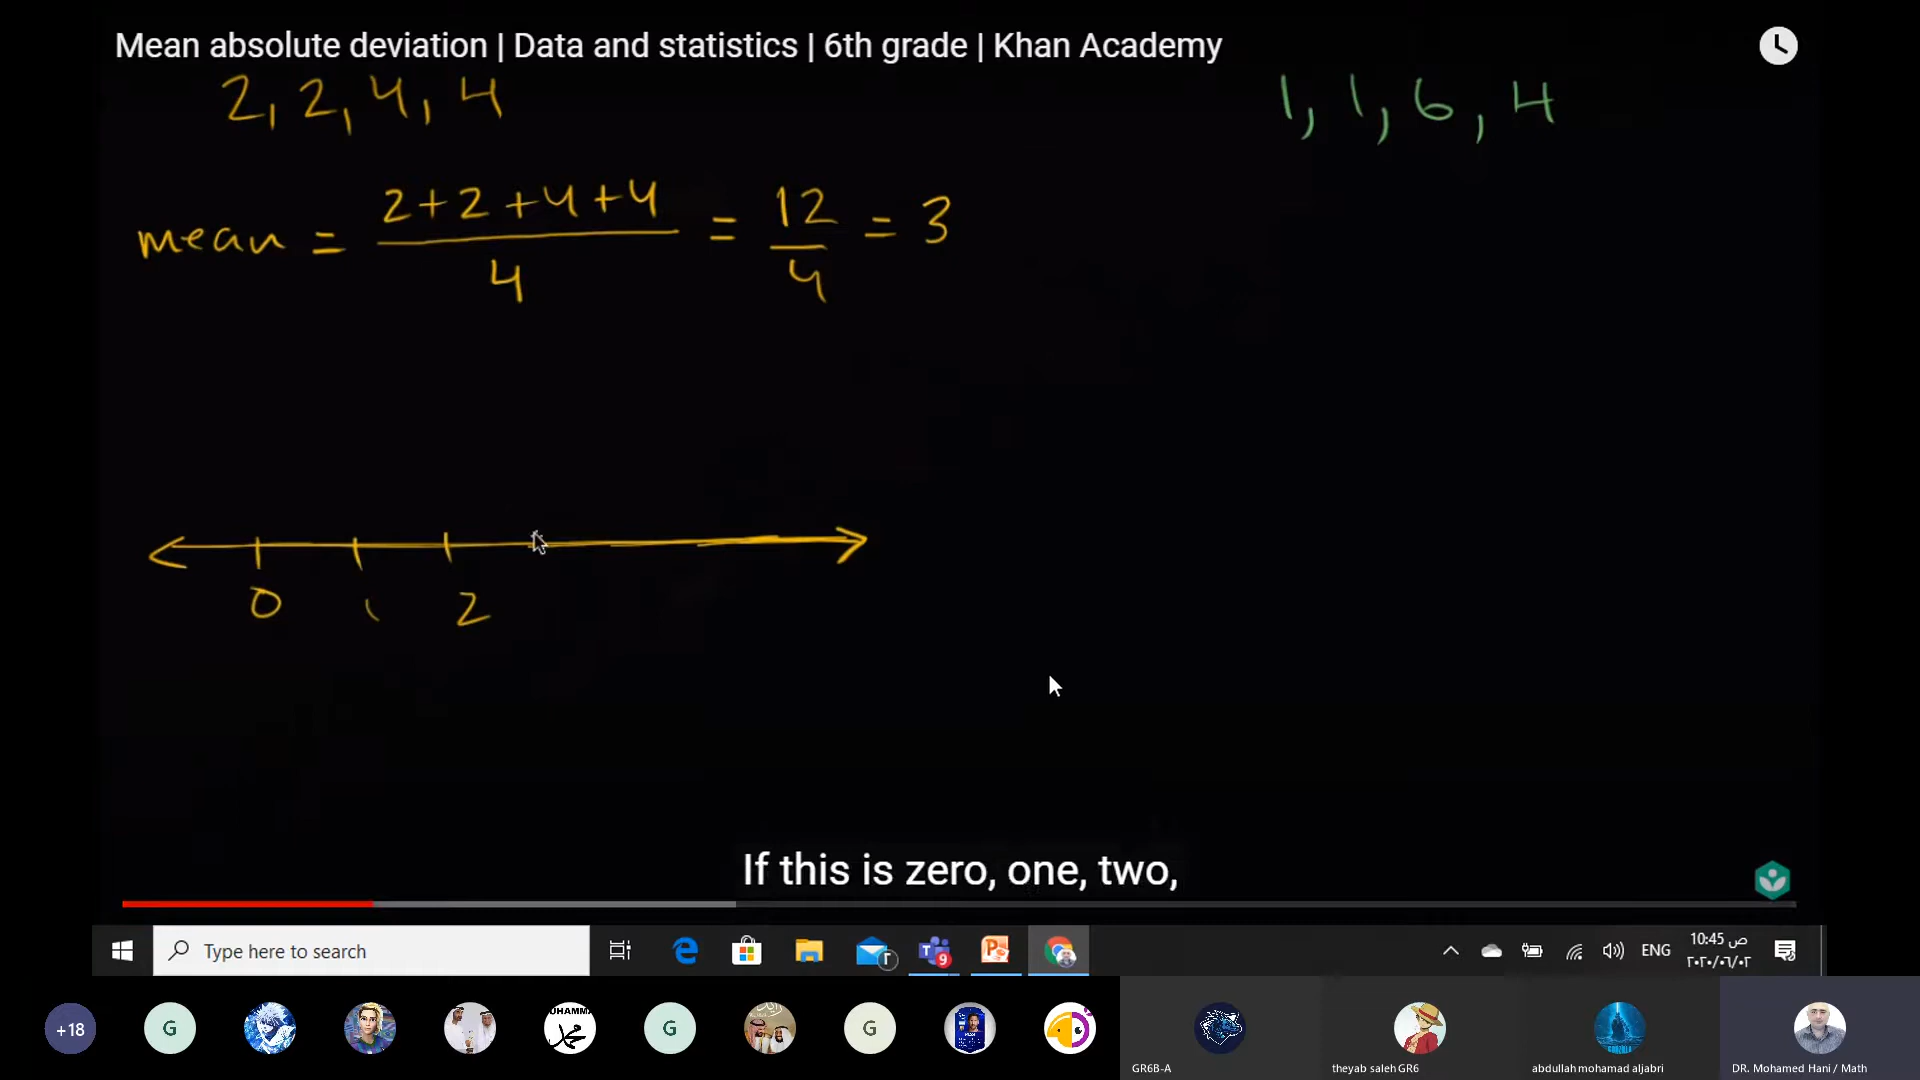 Mean absolute deviation | Data and statistics | 6th grade | Khan Academy
2, 2, 4, 4
1, 1, 6, 4
mean = 2+2+4+4 / 4 = 12 / 4 = 3
0 1 2
If this is zero, one, two,
Type here to search
9
ENG
10:45 ص
٢٠٢٠/٠٦/٠٢
+18
G
G
G
GR6B-A
theyab saleh GR6
abdullah mohamad aljabri
DR. Mohamed Hani / Math